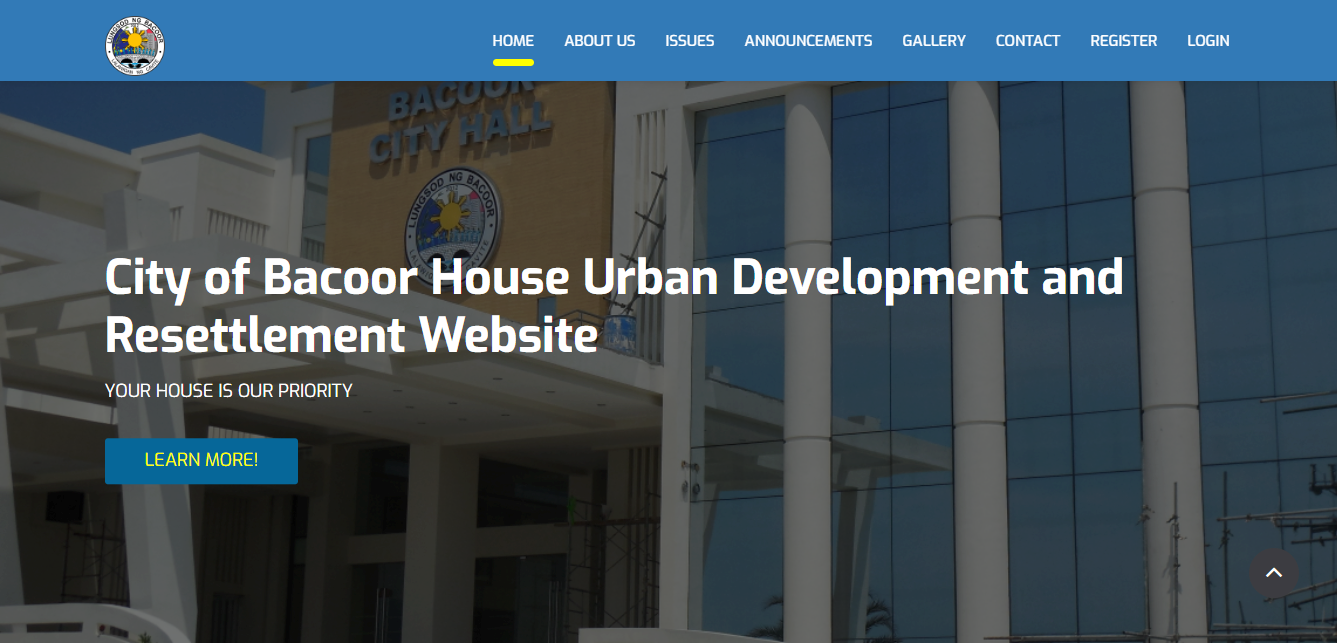 LUNGSOD NG BACOOR
HOME ABOUT US ISSUES ANNOUNCEMENTS GALLERY CONTACT REGISTER LOGIN
BACOOR
CITY HALL
LUNGSOD NG BACOOR
City of Bacoor House Urban Development and
Resettlement Website
YOUR HOUSE IS OUR PRIORITY
LEARN MORE!